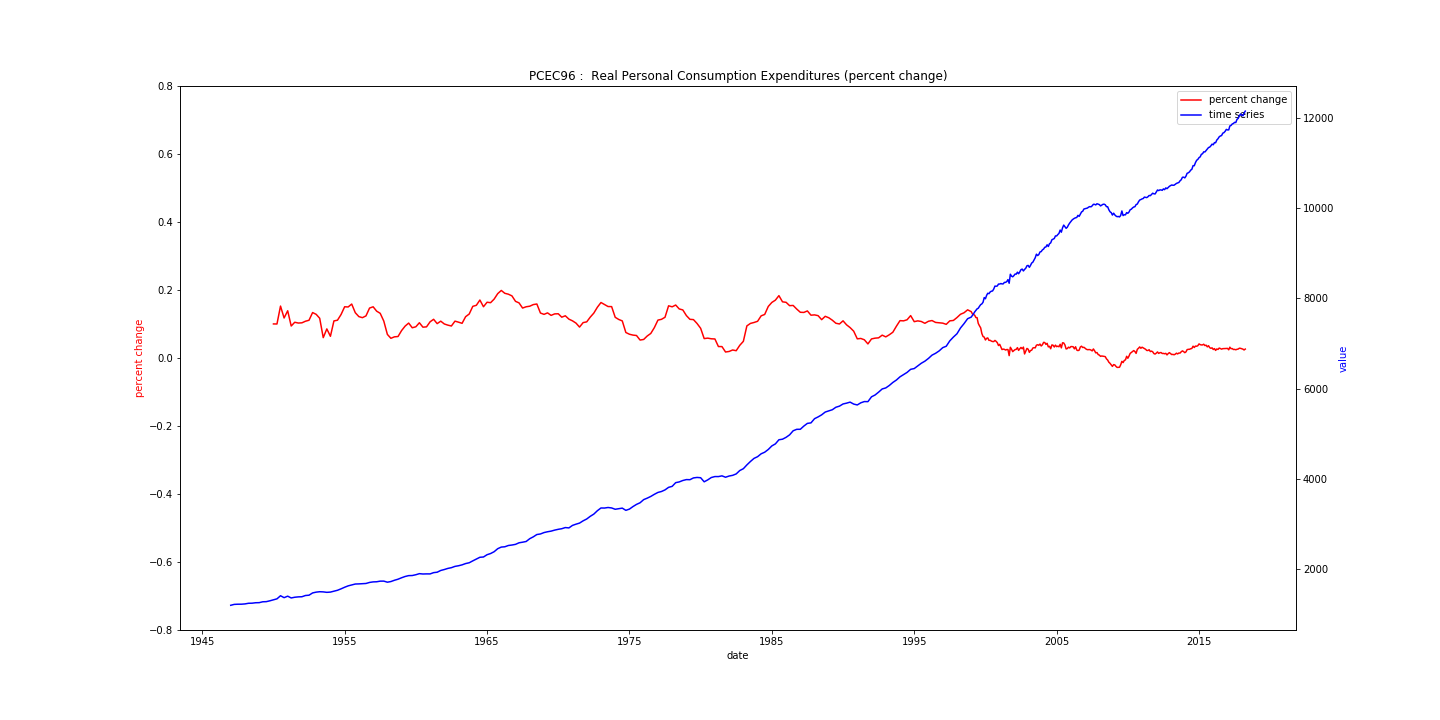 PCEC96 :  Real Personal Consumption Expenditures (percent change)
percent change
time series
0.8
0.6
0.4
0.2
0.0
−0.2
−0.4
−0.6
−0.8
percent change
12000
10000
8000
6000
4000
2000
value
1945 1955 1965 1975 1985 1995 2005 2015
date